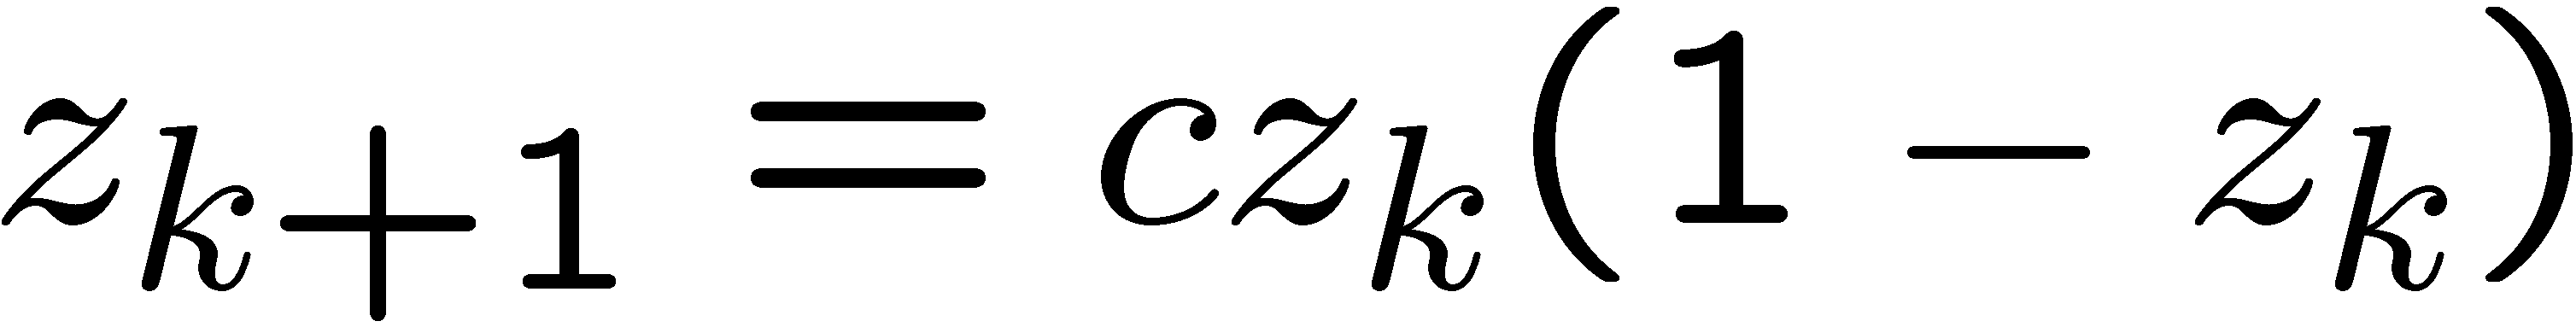 z_{k+1} = cz_k(1 − z_k)